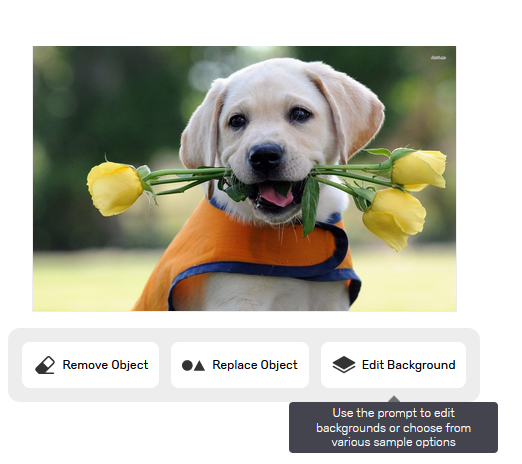 Remove Object
Replace Object
Edit Background
Use the prompt to edit
backgrounds or choose from
various sample options